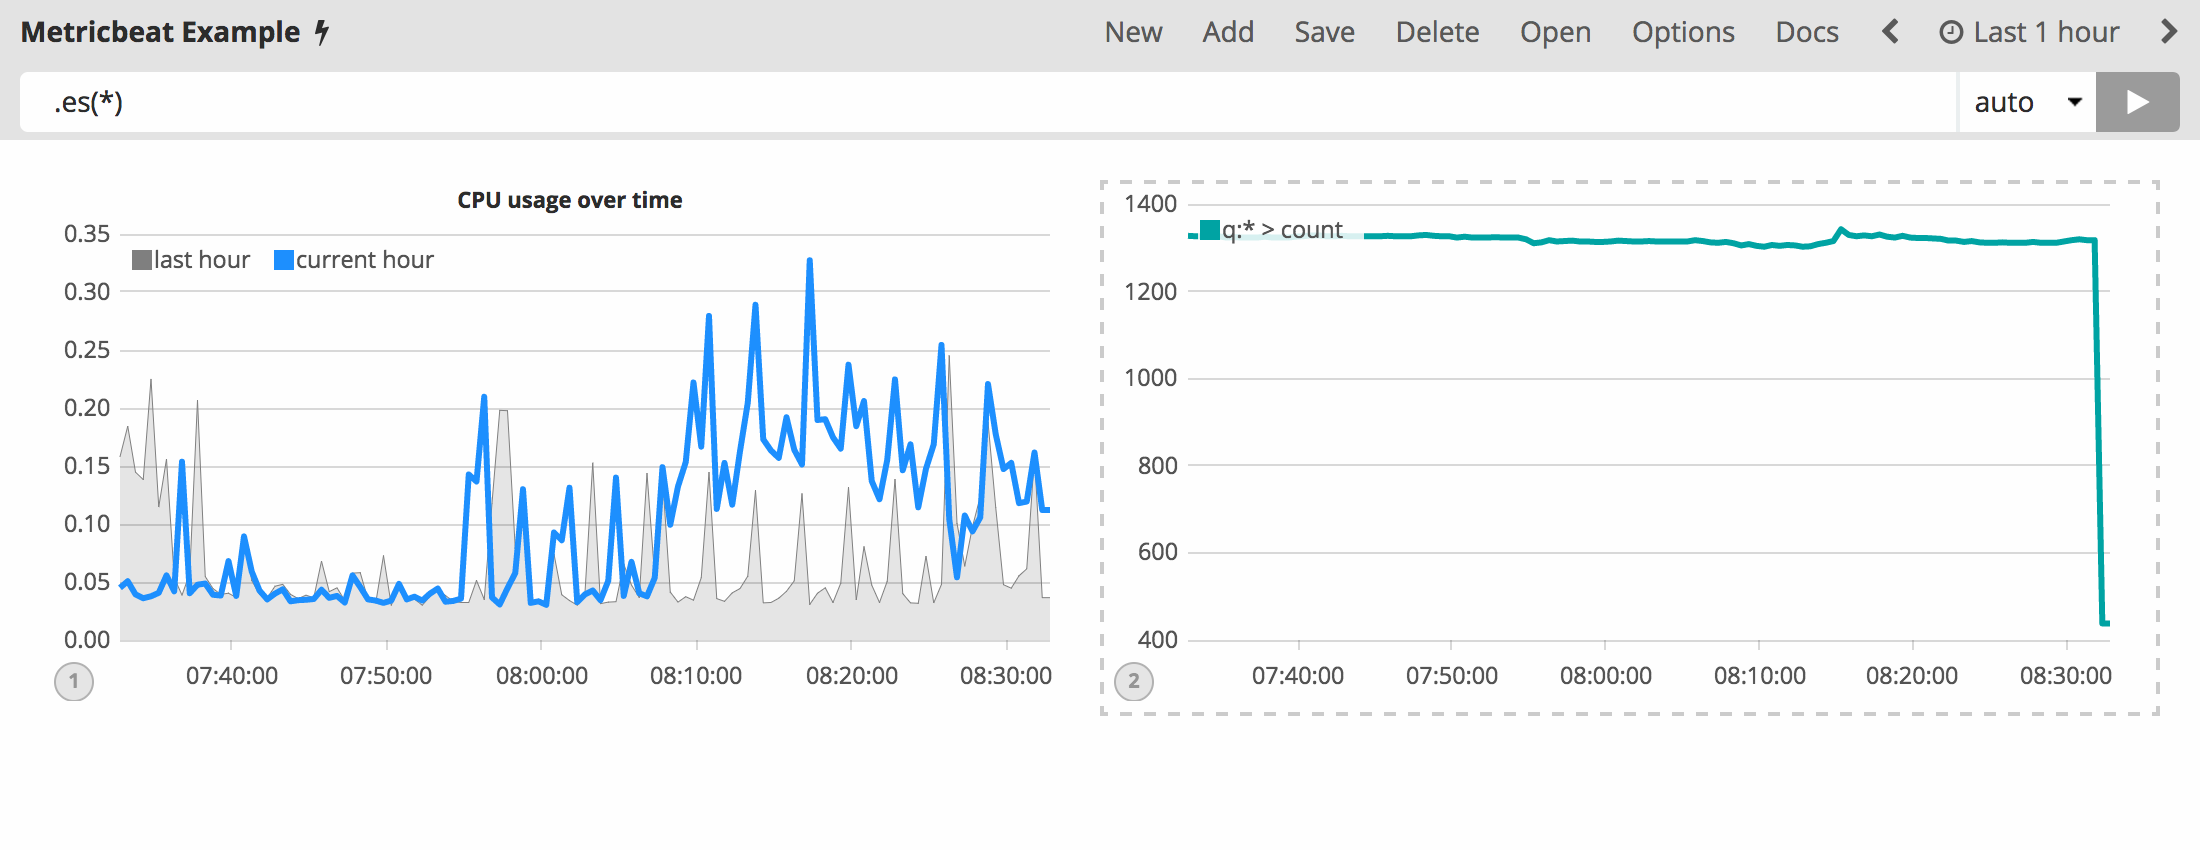 Metricbeat Example New Add Save Delete Open Options Docs Last 1 hour
.es(*) auto
CPU usage over time
last hour current hour
0.35
0.30
0.25
0.20
0.15
0.10
0.05
0.00
07:40:00 07:50:00 08:00:00 08:10:00 08:20:00 08:30:00
1
q:* > count
1400
1200
1000
800
600
400
07:40:00 07:50:00 08:00:00 08:10:00 08:20:00 08:30:00
2